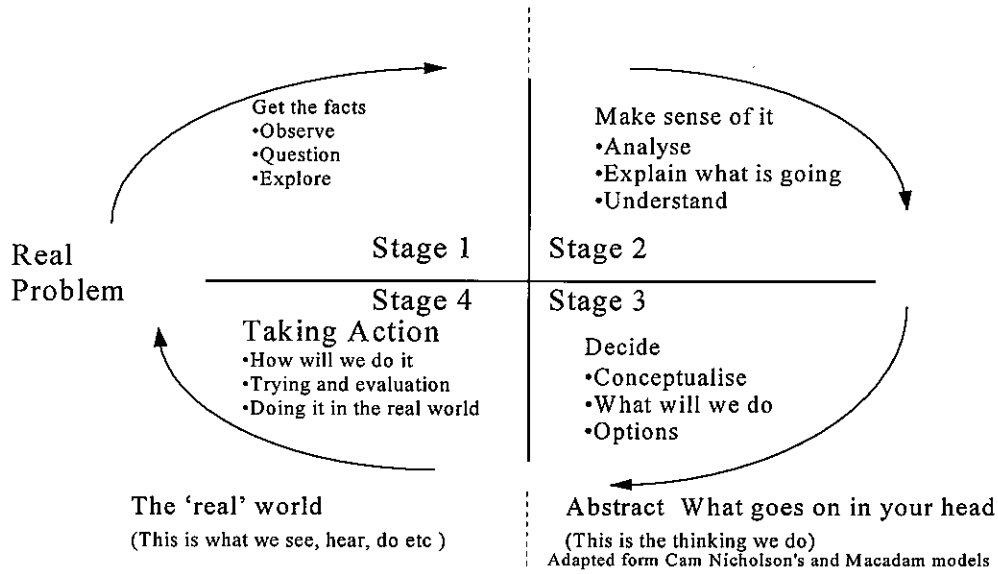 Get the facts
•Observe
•Question
•Explore
Make sense of it
•Analyse
•Explain what is going
•Understand
Real
Problem
Stage 1
Stage 2
Stage 4
Stage 3
Taking Action
•How will we do it
•Trying and evaluation
•Doing it in the real world
Decide
•Conceptualise
•What will we do
•Options
The ‘real’ world
(This is what we see, hear, do etc )
Abstract What goes on in your head
(This is the thinking we do)
Adapted form Cam Nicholson's and Macadam models